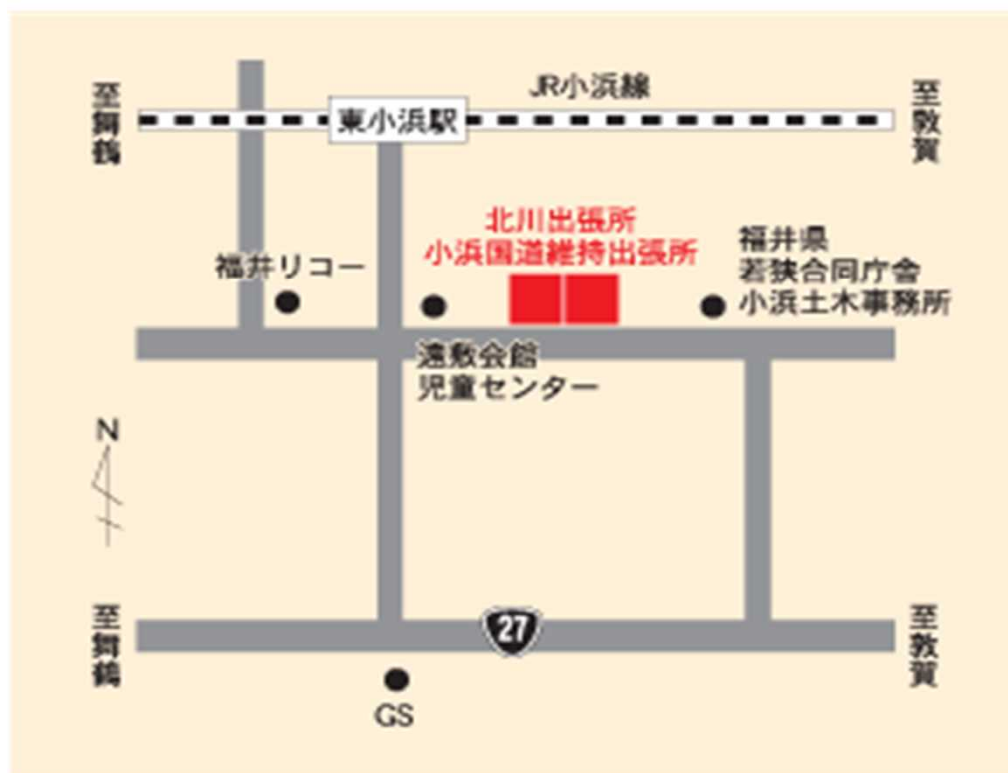 JR小浜線
至舞鶴
東小浜駅
至敦賀
北川出張所
小浜国道維持出張所
福井県
若狭合同庁舎
小浜土木事務所
福井リコー
遠敷会館
児童センター
N
至舞鶴
27
至敦賀
GS